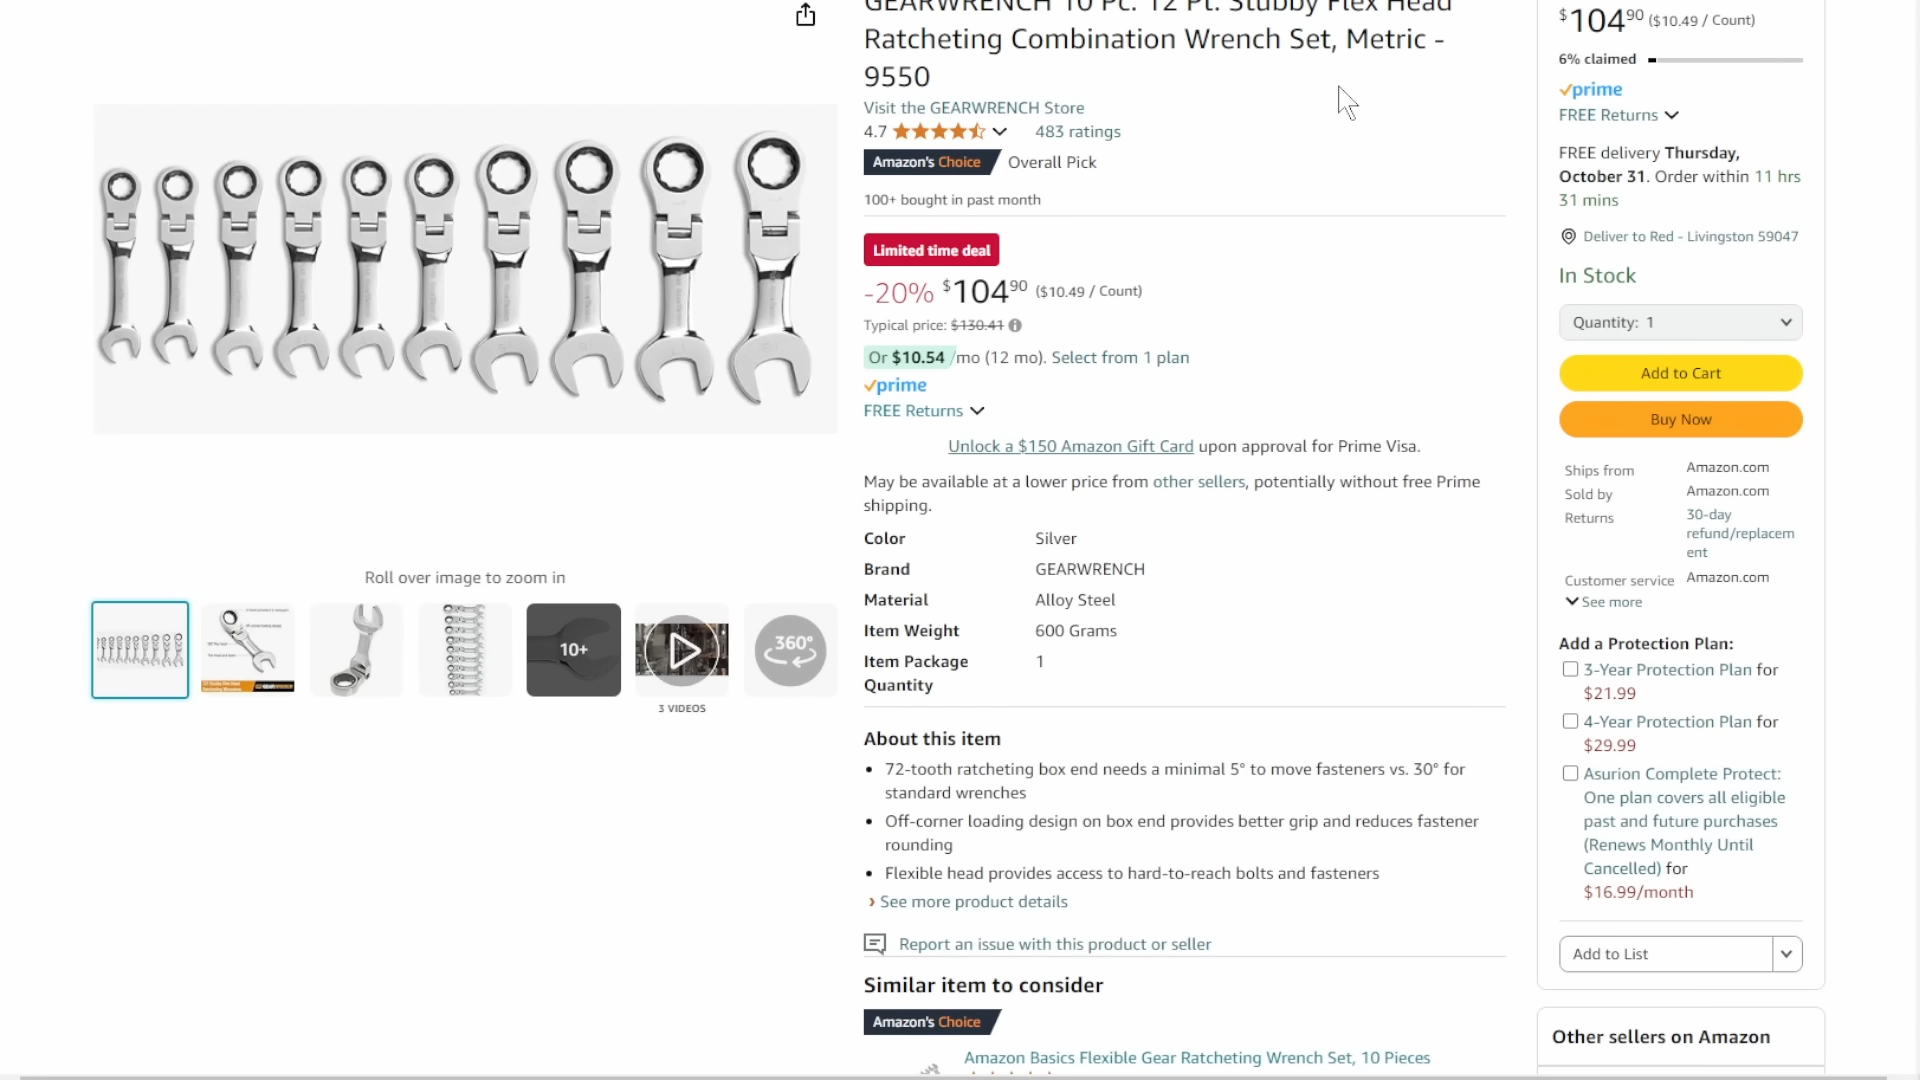 GEARWRENCH 10 Pc. 12 Pt. Stubby Flex Head
Ratcheting Combination Wrench Set, Metric -
9550
Visit the GEARWRENCH Store
4.7
483 ratings
Amazon's Choice
Overall Pick
100+ bought in past month
Limited time deal
-20% $104 90 ($10.49 / Count)
Typical price: $130.41
Or $10.54 /mo (12 mo). Select from 1 plan
prime
FREE Returns
Unlock a $150 Amazon Gift Card upon approval for Prime Visa.
May be available at a lower price from other sellers, potentially without free Prime
shipping.
Color Silver
Brand GEARWRENCH
Material Alloy Steel
Item Weight 600 Grams
Item Package 1
Quantity
About this item
• 72-tooth ratcheting box end needs a minimal 5° to move fasteners vs. 30° for
standard wrenches
• Off-corner loading design on box end provides better grip and reduces fastener
rounding
• Flexible head provides access to hard-to-reach bolts and fasteners
› See more product details
Report an issue with this product or seller
Similar item to consider
Amazon's Choice
Amazon Basics Flexible Gear Ratcheting Wrench Set, 10 Pieces
Roll over image to zoom in
10+
360°
3 VIDEOS
$104 90 ($10.49 / Count)
6% claimed
prime
FREE Returns
FREE delivery Thursday,
October 31. Order within 11 hrs
31 mins
Deliver to Red - Livingston 59047
In Stock
Quantity: 1
Add to Cart
Buy Now
Ships from Amazon.com
Sold by Amazon.com
Returns 30-day
refund/replacem
ent
Customer service Amazon.com
See more
Add a Protection Plan:
3-Year Protection Plan for
$21.99
4-Year Protection Plan for
$29.99
Asurion Complete Protect:
One plan covers all eligible
past and future purchases
(Renews Monthly Until
Cancelled) for
$16.99/month
Add to List
Other sellers on Amazon